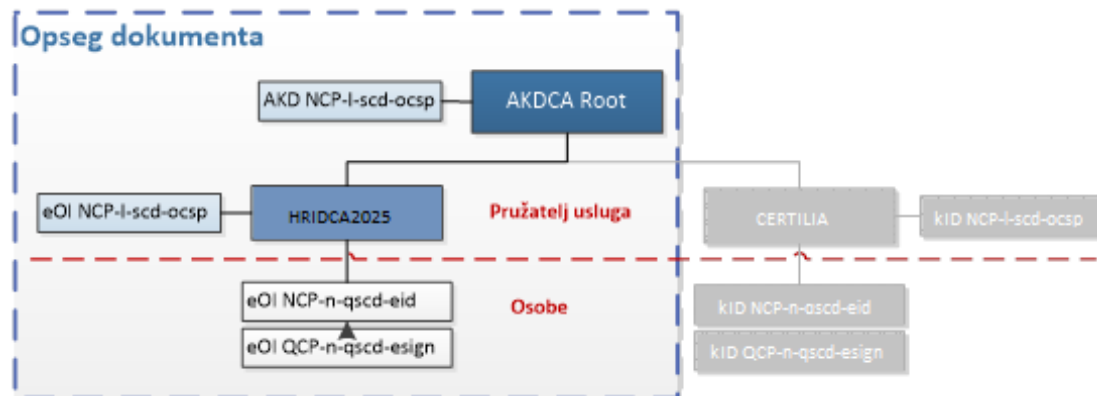 Opseg dokumenta
AKD NCP-l-scd-ocsp
AKDCA Root
eOI NCP-l-scd-ocsp
HRIDCA2025
Pružatelj usluga
CERTILIA
kID NCP-l-scd-ocsp
eOI NCP-n-qscd-eid
Osobe
kID NCP-n-qscd-eid
eOI QCP-n-qscd-esign
kID QCP-n-qscd-esign